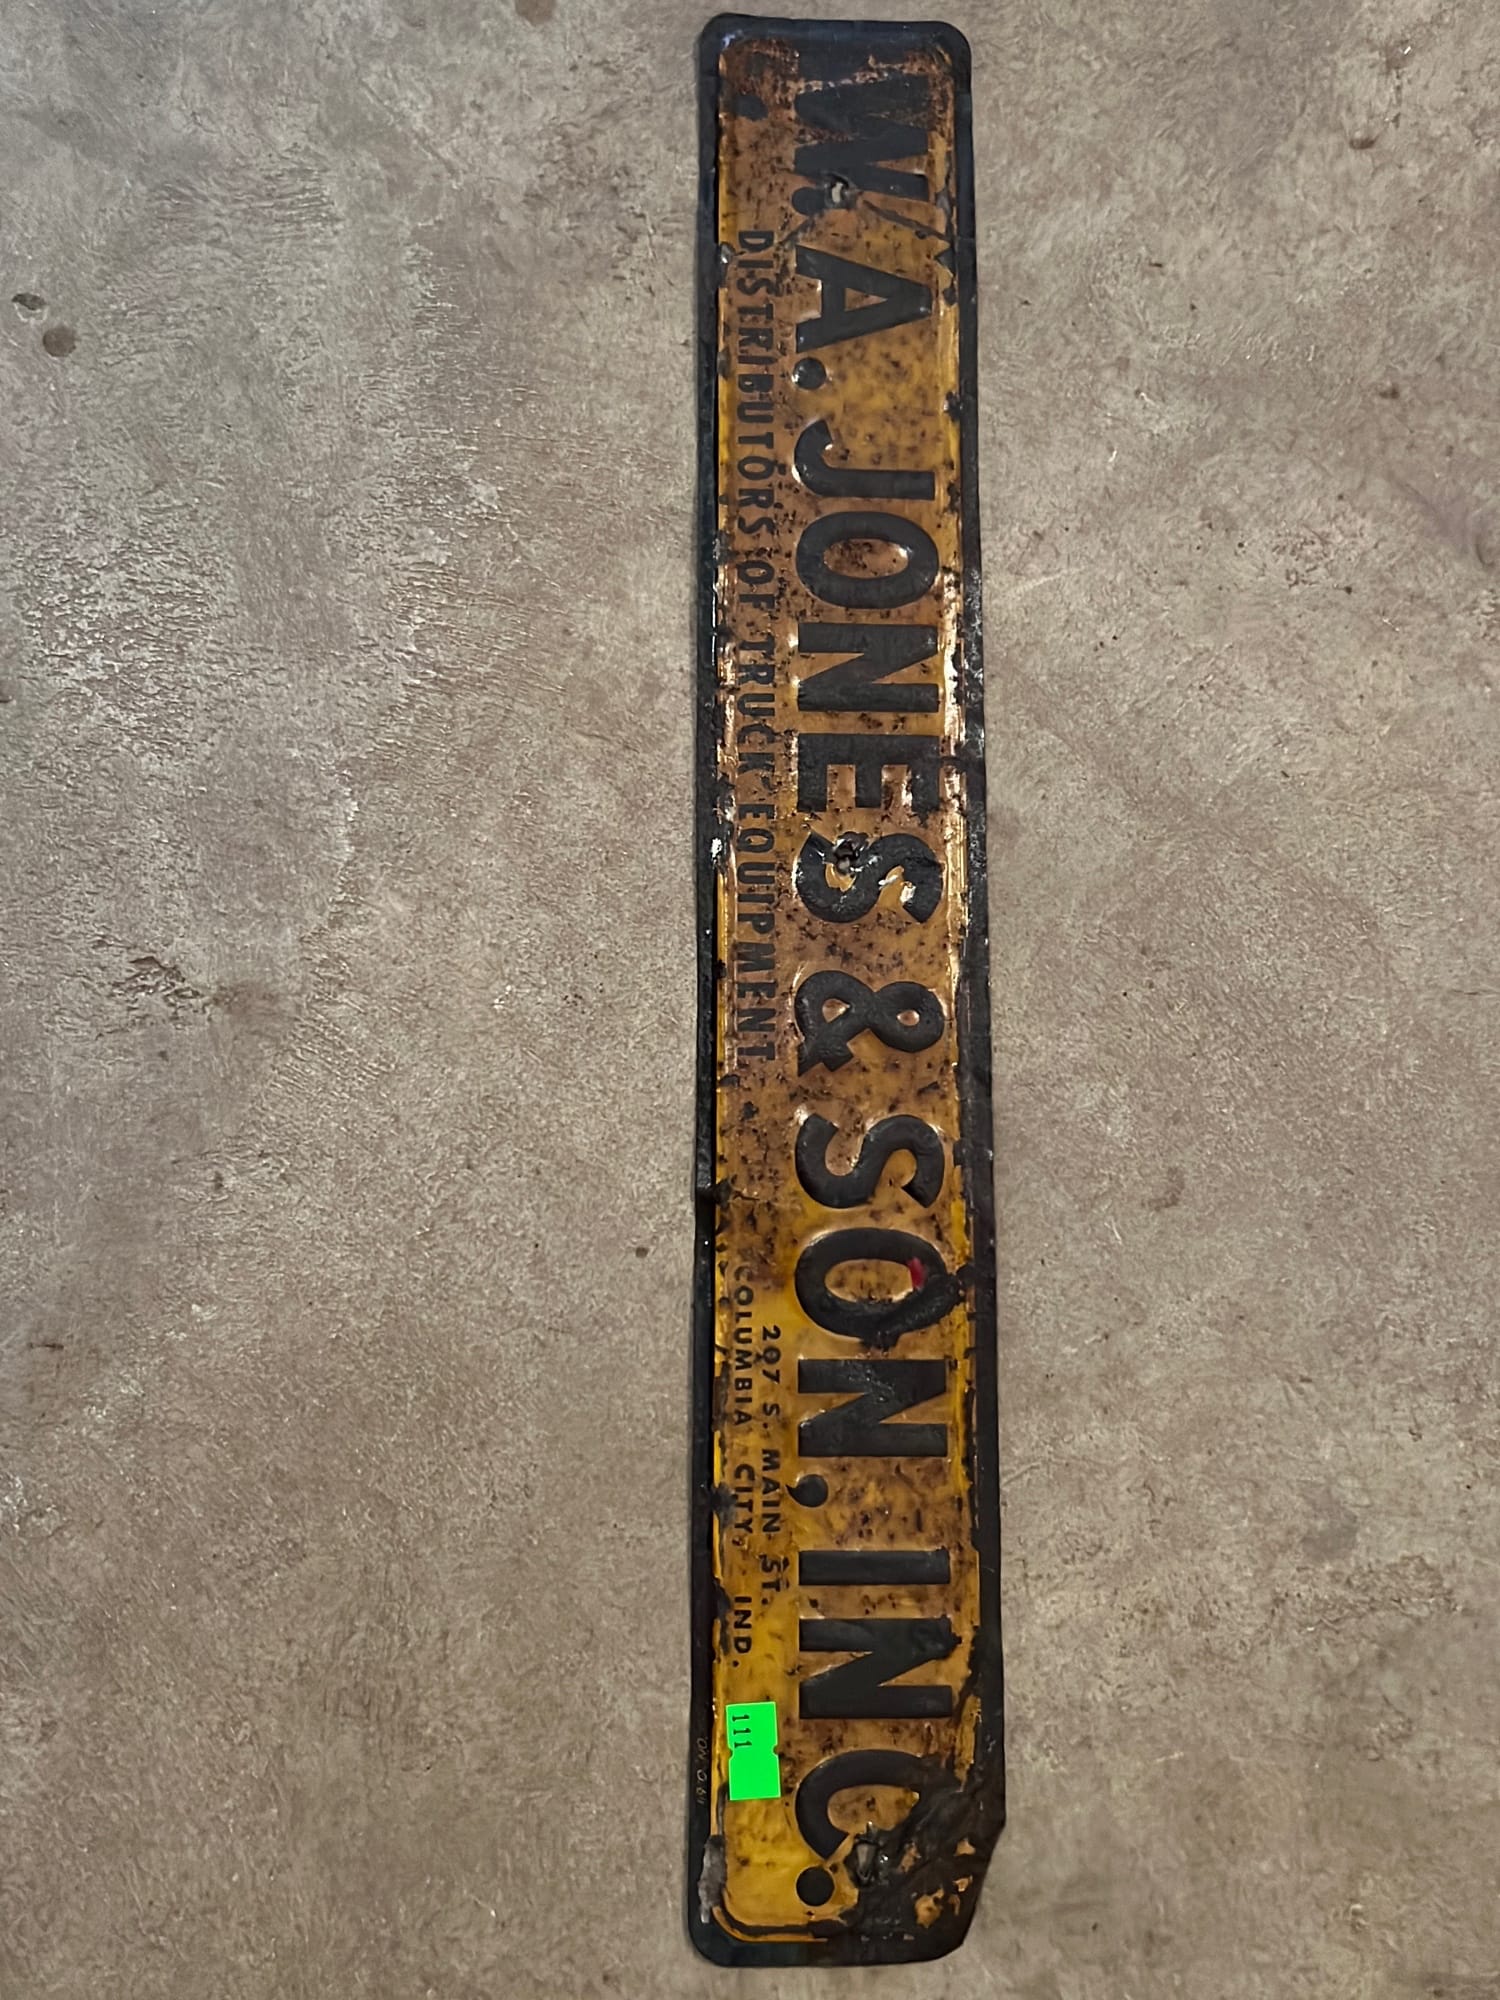 W. A. JONES & SON, INC.
DISTRIBUTORS OF TRUCK EQUIPMENT
207 S. MAIN ST.
COLUMBIA CITY, IND.
111